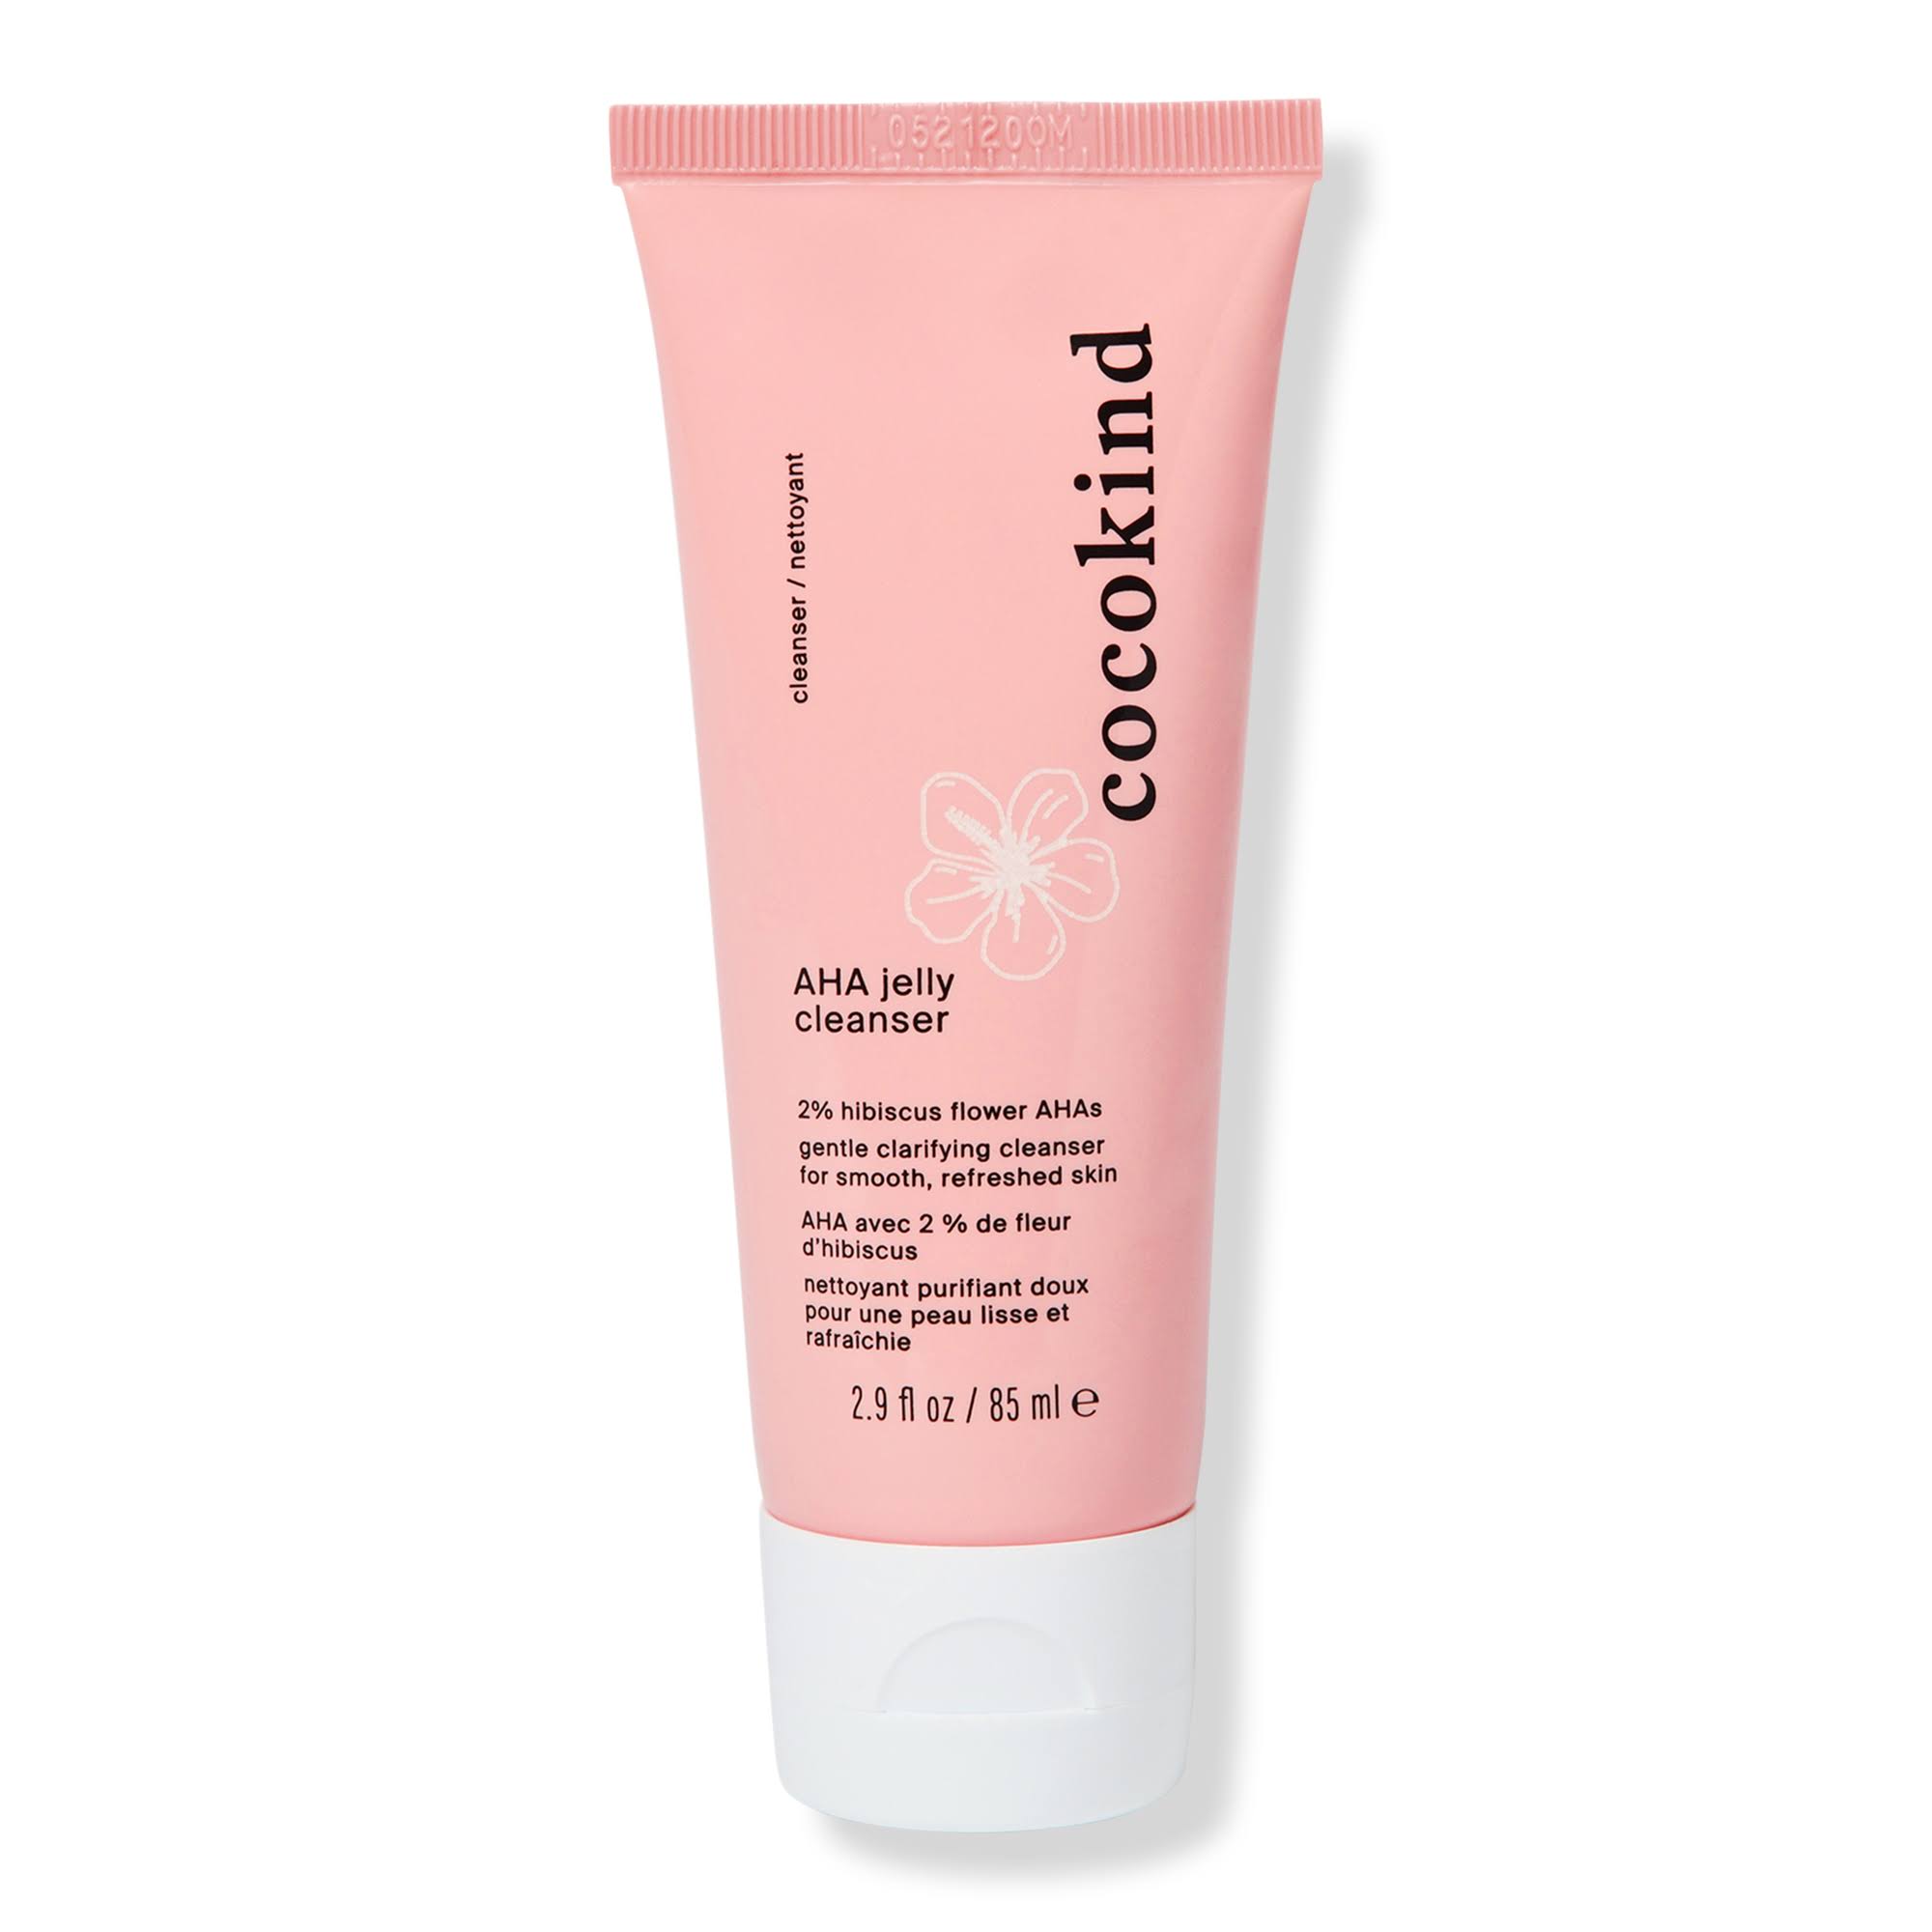 0521200M
cocokind
cleanser / nettoyant
AHA jelly
cleanser
2% hibiscus flower AHAs
gentle clarifying cleanser
for smooth, refreshed skin
AHA avec 2 % de fleur
d'hibiscus
nettoyant purifiant doux
pour une peau lisse et
rafraîchie
2.9 fl oz / 85 ml ℮